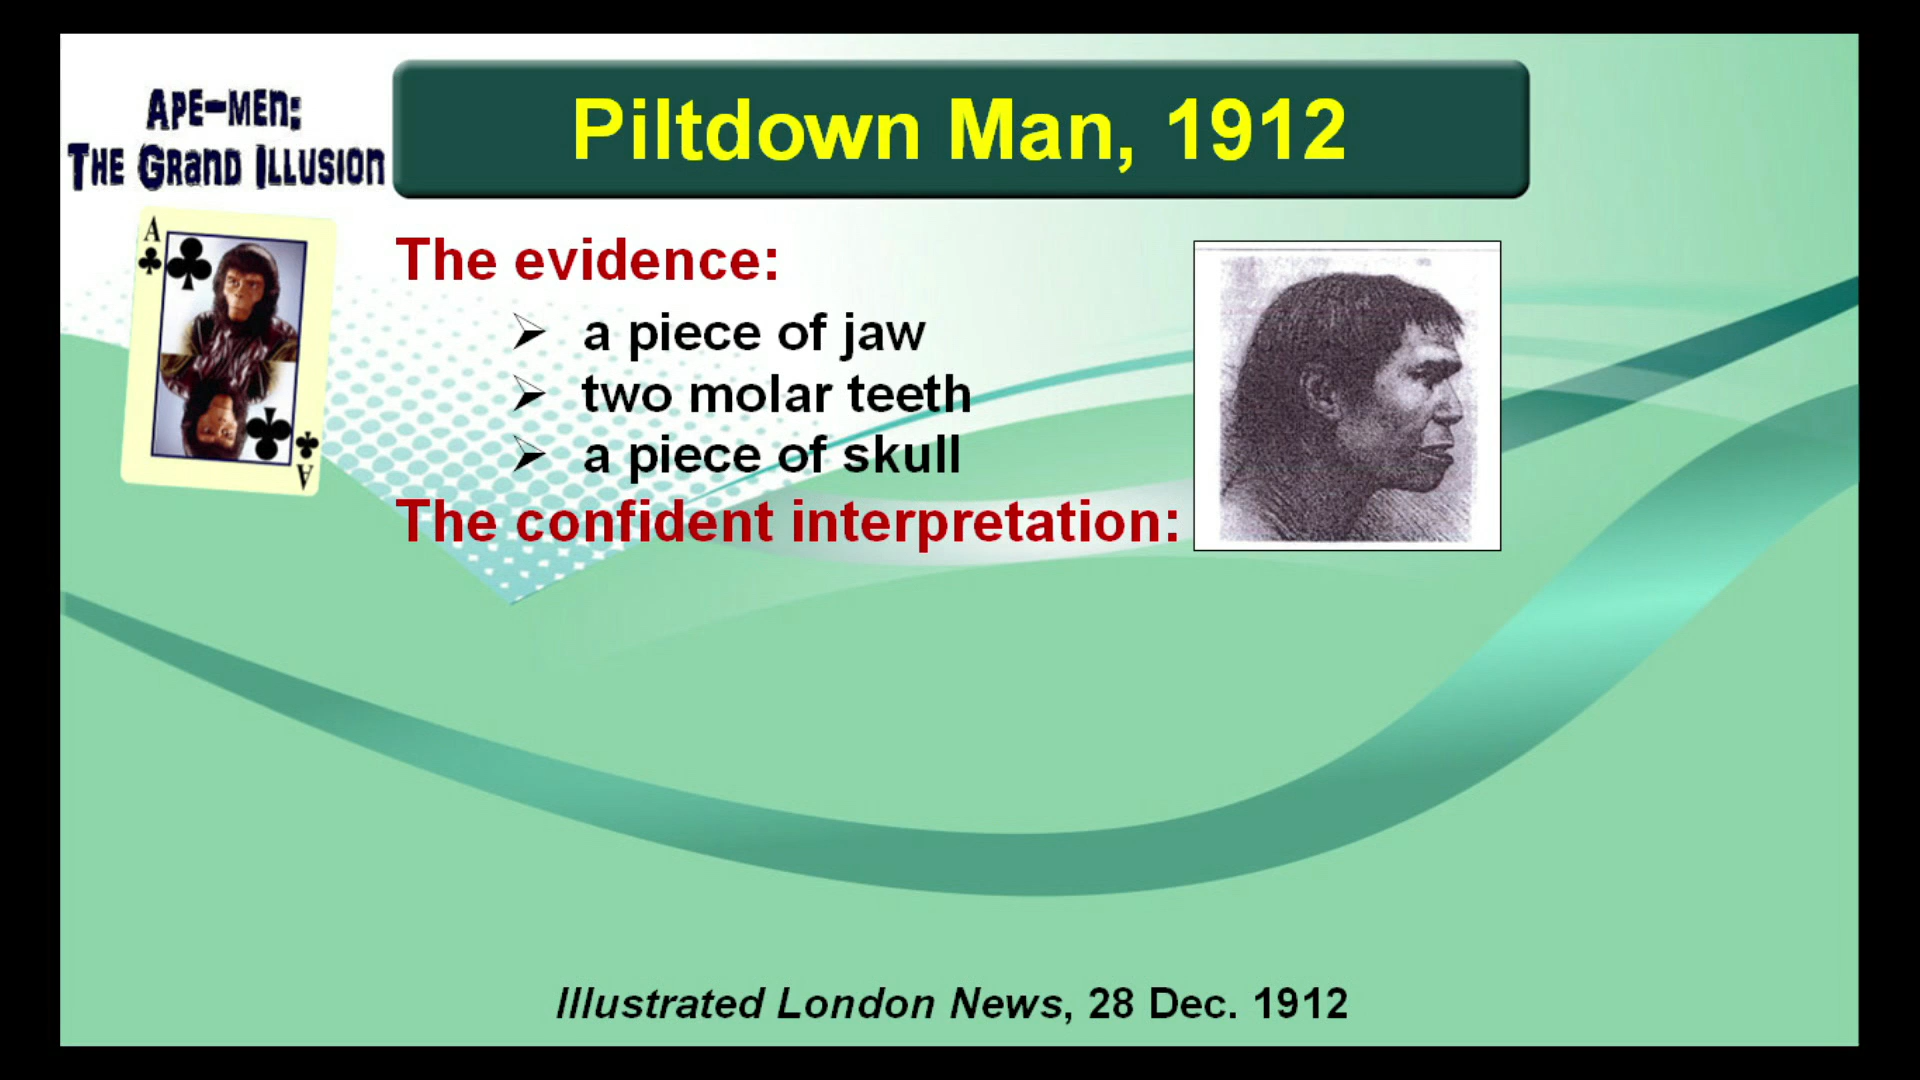 APE-MEN:
THE GRAND ILLUSION
Piltdown Man, 1912
A
A
The evidence:
➢ a piece of jaw
➢ two molar teeth
➢ a piece of skull
The confident interpretation:
Illustrated London News, 28 Dec. 1912